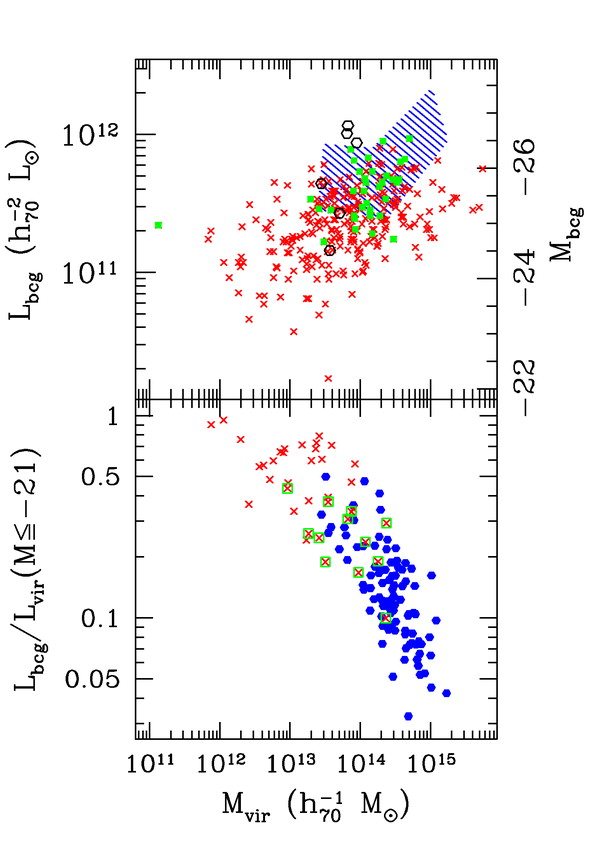 10¹²
10¹¹
L_bcg (h₇₀⁻² L_⊙)
−26
−24
−22
M_bcg
1
0.5
0.1
0.05
L_bcg/L_vir(M≦−21)
10¹¹ 10¹² 10¹³ 10¹⁴ 10¹⁵
M_vir (h₇₀⁻¹ M_⊙)